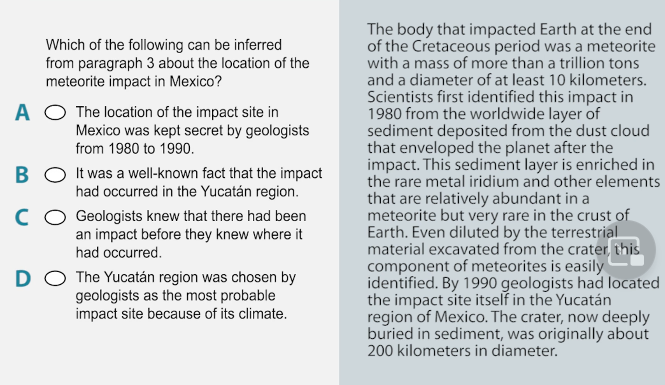 Which of the following can be inferred
from paragraph 3 about the location of the
meteorite impact in Mexico?
A The location of the impact site in
Mexico was kept secret by geologists
from 1980 to 1990.
B It was a well-known fact that the impact
had occurred in the Yucatán region.
C Geologists knew that there had been
an impact before they knew where it
had occurred.
D The Yucatán region was chosen by
geologists as the most probable
impact site because of its climate.
The body that impacted Earth at the end
of the Cretaceous period was a meteorite
with a mass of more than a trillion tons
and a diameter of at least 10 kilometers.
Scientists first identified this impact in
1980 from the worldwide layer of
sediment deposited from the dust cloud
that enveloped the planet after the
impact. This sediment layer is enriched in
the rare metal iridium and other elements
that are relatively abundant in a
meteorite but very rare in the crust of
Earth. Even diluted by the terrestrial
material excavated from the crater, this
component of meteorites is easily
identified. By 1990 geologists had located
the impact site itself in the Yucatán
region of Mexico. The crater, now deeply
buried in sediment, was originally about
200 kilometers in diameter.